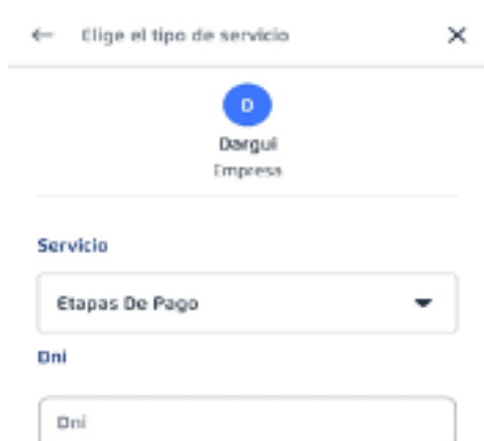 Elige el tipo de servicio
D
Dargui
Empresa
Servicio
Etapas De Pago
Dni
Dni